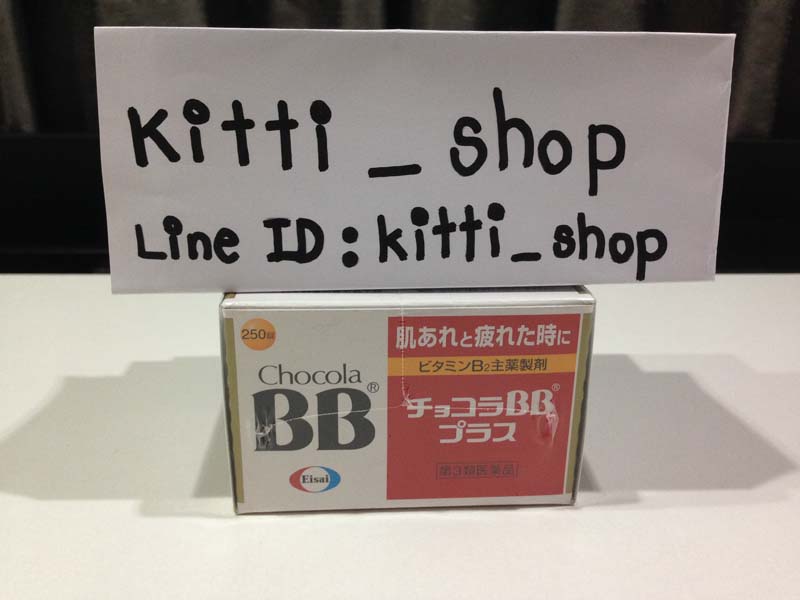 kitti_shop
Line ID: kitti_shop
250錠
Chocola
BB®
Eisai
肌あれと疲れた時に
ビタミンB2主薬製剤
チョコラBB®
プラス
第3類医薬品